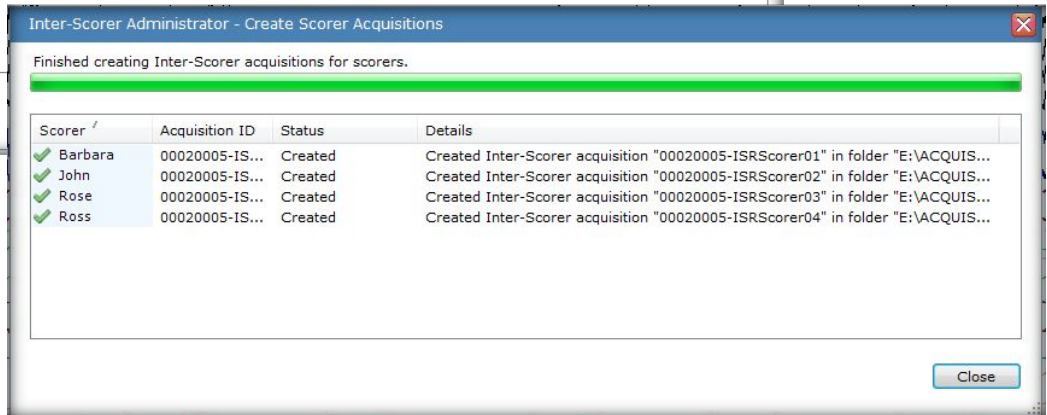 Inter-Scorer Administrator - Create Scorer Acquisitions
Finished creating Inter-Scorer acquisitions for scorers.
Scorer Acquisition ID Status Details
Barbara 00020005-IS... Created Created Inter-Scorer acquisition "00020005-ISRScorer01" in folder "E:\ACQUIS...
John 00020005-IS... Created Created Inter-Scorer acquisition "00020005-ISRScorer02" in folder "E:\ACQUIS...
Rose 00020005-IS... Created Created Inter-Scorer acquisition "00020005-ISRScorer03" in folder "E:\ACQUIS...
Ross 00020005-IS... Created Created Inter-Scorer acquisition "00020005-ISRScorer04" in folder "E:\ACQUIS...
Close